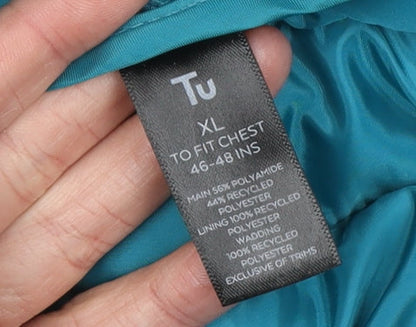 Tu
XL
TO FIT CHEST
46-48 INS
MAIN 56% POLYAMIDE
44% RECYCLED
POLYESTER
LINING 100% RECYCLED
POLYESTER
WADDING
100% RECYCLED
POLYESTER
EXCLUSIVE OF TRIMS